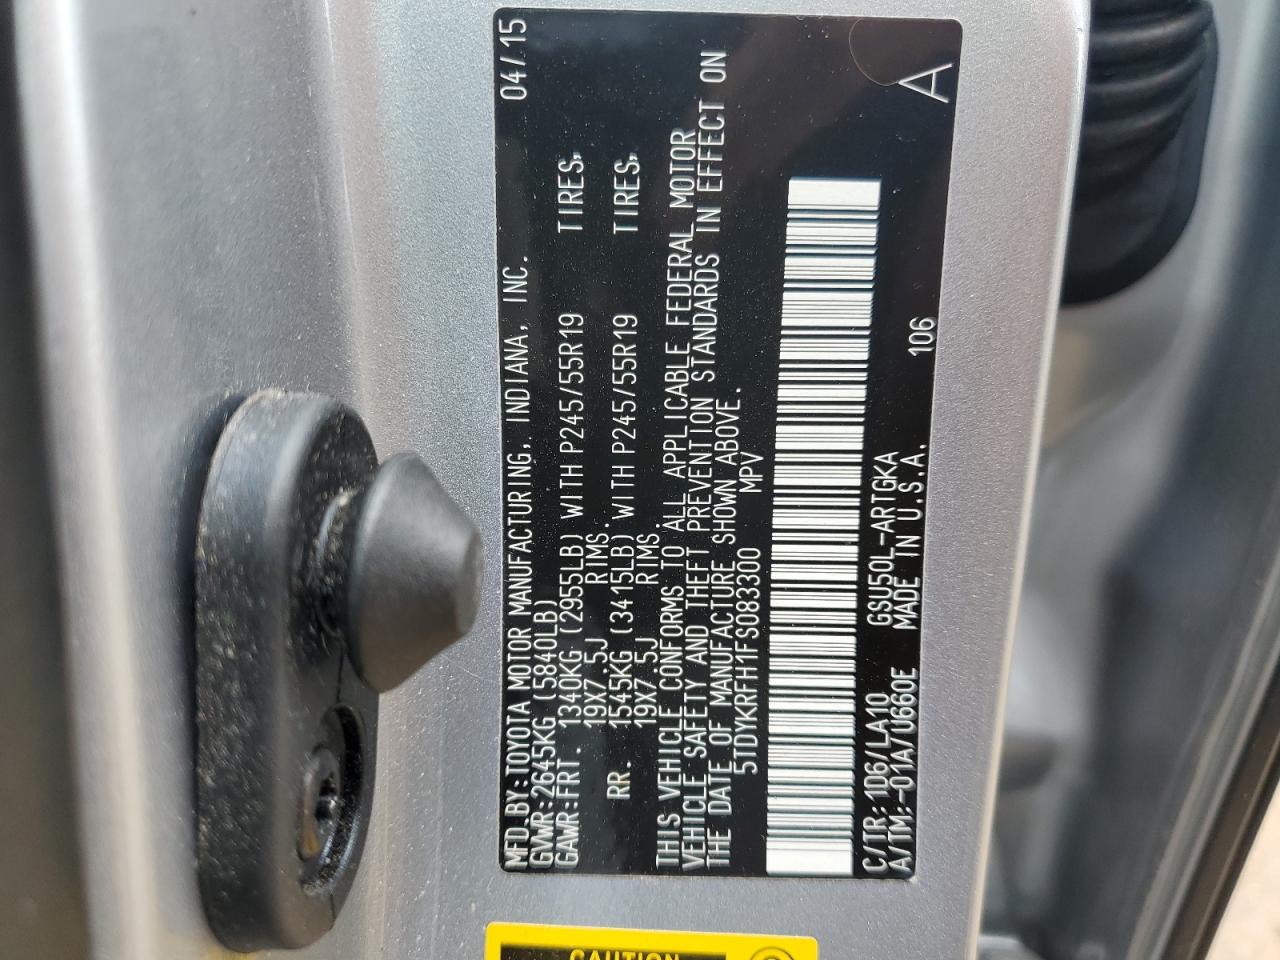 MFD.BY:TOYOTA MOTOR MANUFACTURING, INDIANA, INC. 04/15
GVWR:2645KG (5840LB)
GAWR:FRT. 1340KG (2955LB) WITH P245/55R19 TIRES,
19X7.5J RIMS.
RR. 1545KG (3415LB) WITH P245/55R19 TIRES,
19X7.5J RIMS.
THIS VEHICLE CONFORMS TO ALL APPLICABLE FEDERAL MOTOR
VEHICLE SAFETY AND THEFT PREVENTION STANDARDS IN EFFECT ON
THE DATE OF MANUFACTURE SHOWN ABOVE.
5TDYKRFH1FS083300 MPV
C/TR:1D6/LA10 GSU50L-ARTGKA
A/TM:-01A/U660E MADE IN U.S.A. 106
A
CAUTION